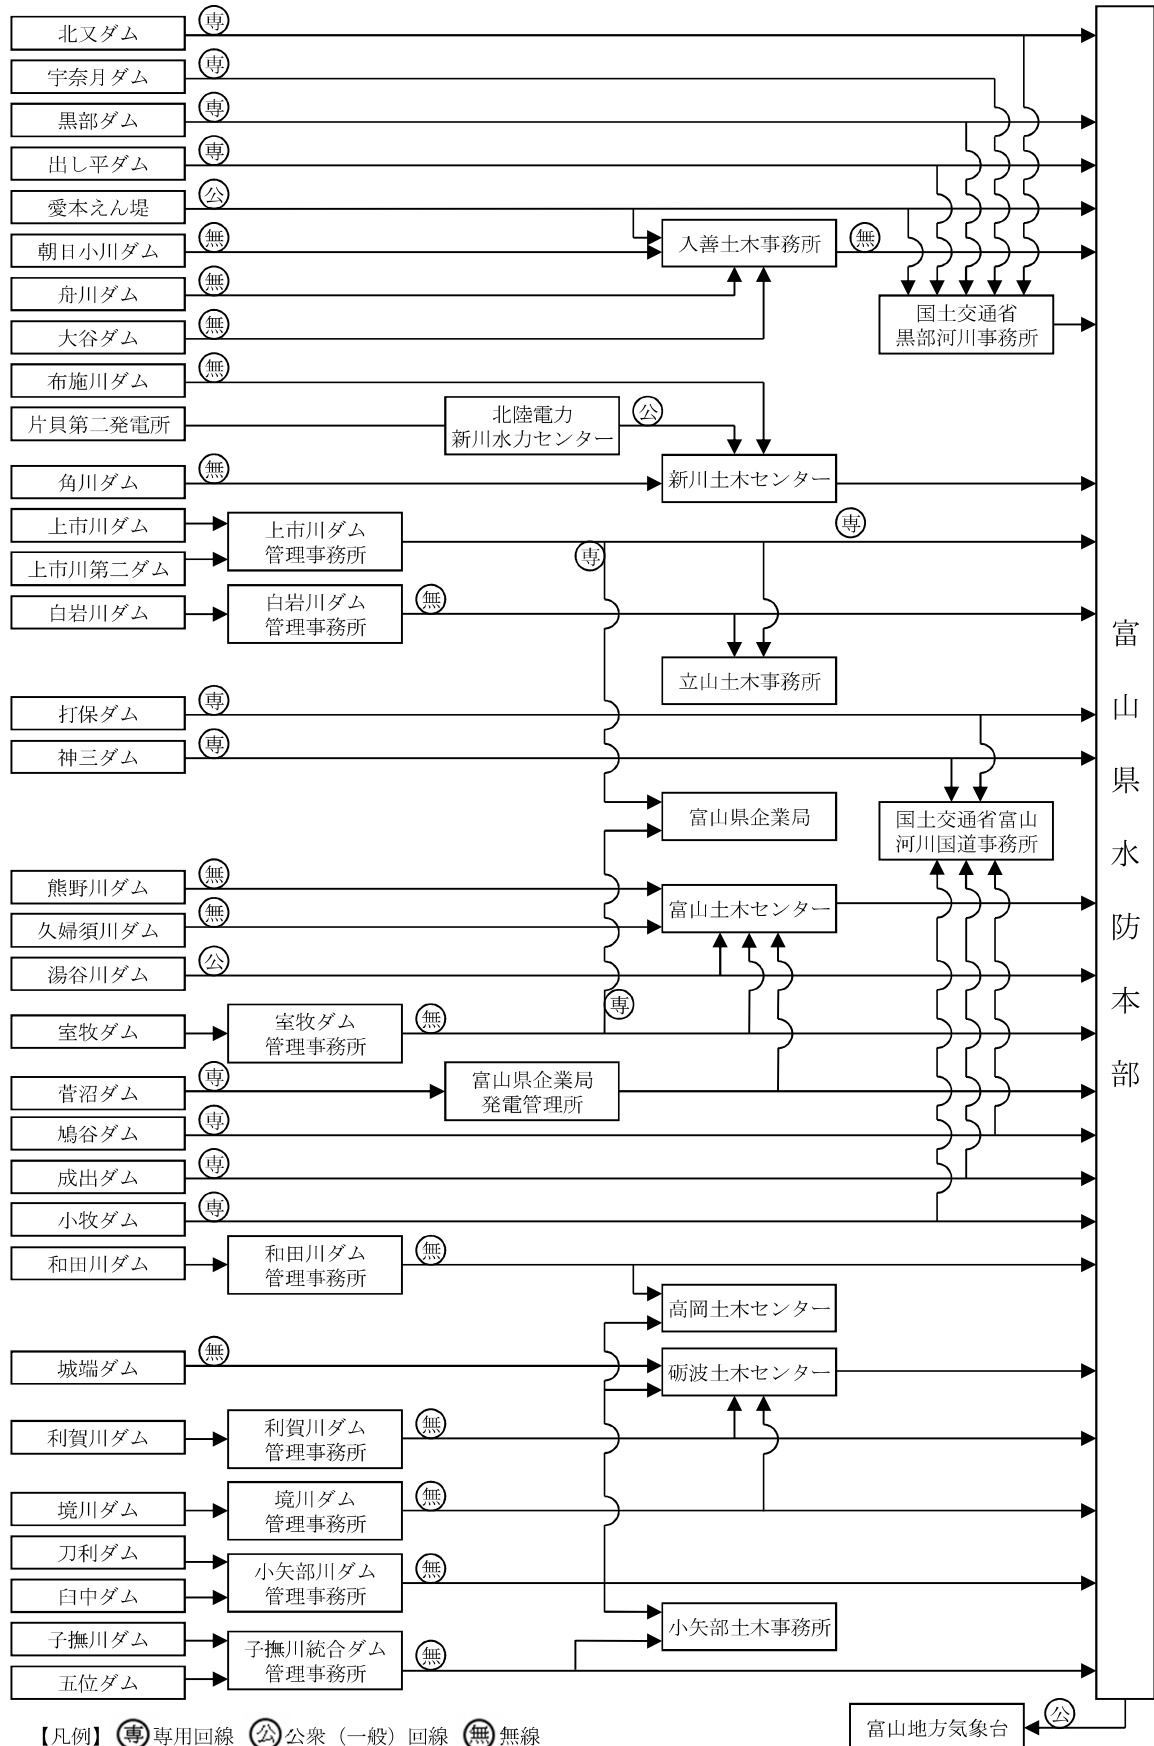 北又ダム
専
宇奈月ダム
専
黒部ダム
専
出し平ダム
専
愛本えん堤
公
朝日小川ダム
無
入善土木事務所
無
舟川ダム
無
国土交通省
黒部河川事務所
大谷ダム
無
布施川ダム
無
片貝第二発電所
北陸電力
新川水力センター
公
角川ダム
無
新川土木センター
上市川ダム
上市川第二ダム
上市川ダム
管理事務所
専
専
白岩川ダム
白岩川ダム
管理事務所
無
立山土木事務所
打保ダム
専
神三ダム
専
富山県企業局
国土交通省富山
河川国道事務所
熊野川ダム
無
富山土木センター
久婦須川ダム
無
湯谷川ダム
公
室牧ダム
室牧ダム
管理事務所
無
専
菅沼ダム
専
富山県企業局
発電管理所
鳩谷ダム
専
成出ダム
専
小牧ダム
専
和田川ダム
和田川ダム
管理事務所
無
高岡土木センター
城端ダム
無
砺波土木センター
利賀川ダム
利賀川ダム
管理事務所
無
境川ダム
境川ダム
管理事務所
無
刀利ダム
臼中ダム
小矢部川ダム
管理事務所
無
小矢部土木事務所
子撫川ダム
五位ダム
子撫川統合ダム
管理事務所
無
富山県水防本部
富山地方気象台
公
【凡例】 専 専用回線 公 公衆（一般）回線 無 無線